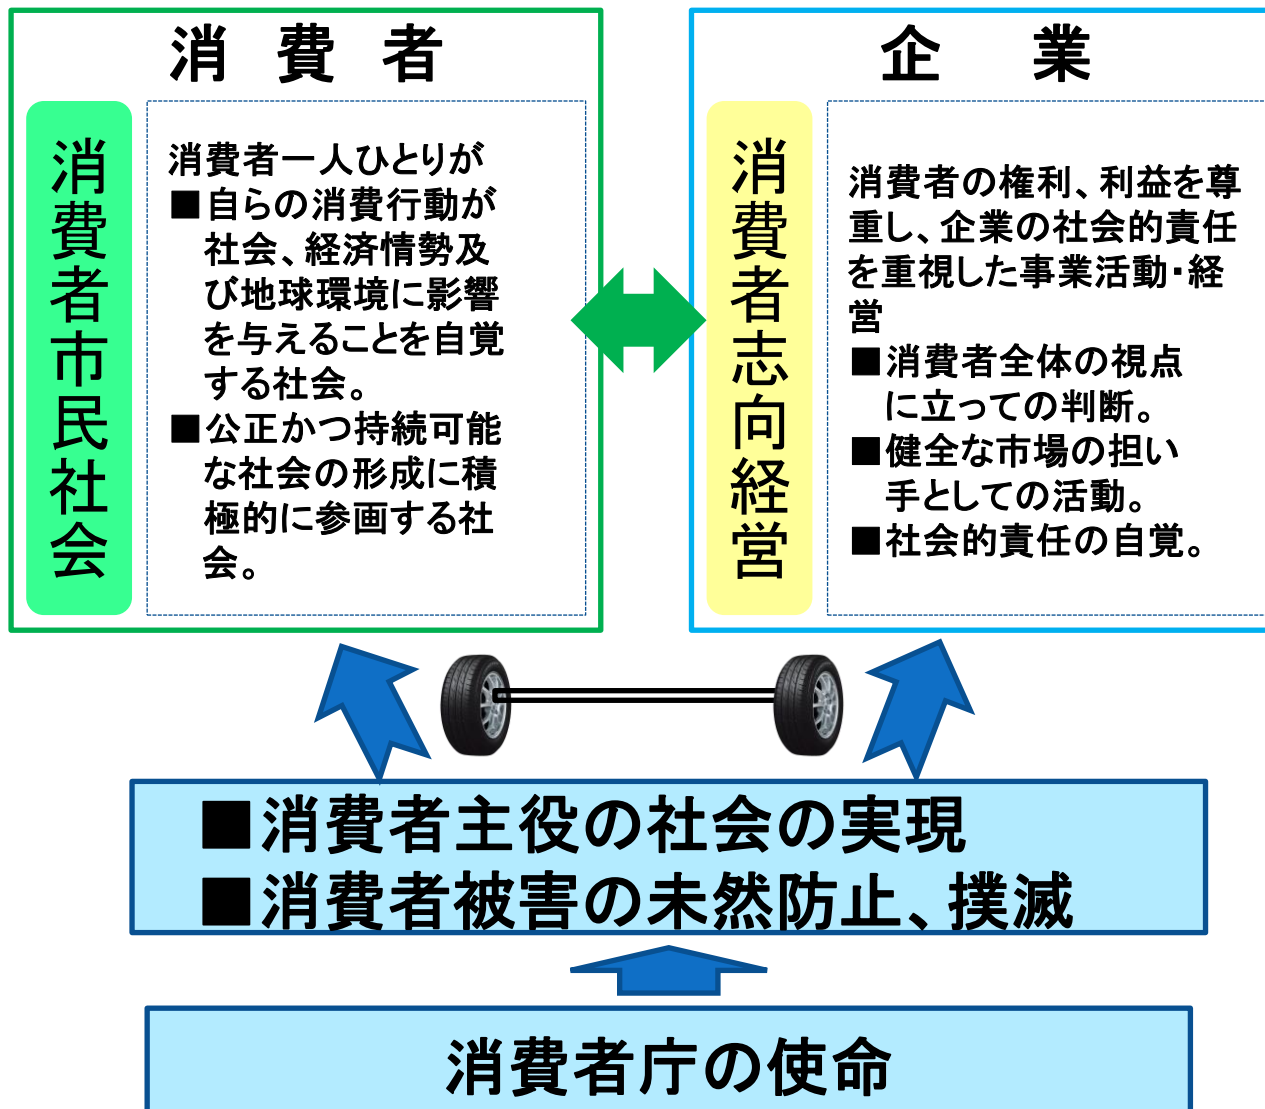 消費者
消費者市民社会
消費者一人ひとりが
■自らの消費行動が
社会、経済情勢及
び地球環境に影響
を与えることを自覚
する社会。
■公正かつ持続可能
な社会の形成に積
極的に参画する社
会。
企業
消費者志向経営
消費者の権利、利益を尊
重し、企業の社会的責任
を重視した事業活動・経
営
■消費者全体の視点
に立っての判断。
■健全な市場の担い
手としての活動。
■社会的責任の自覚。
■消費者主役の社会の実現
■消費者被害の未然防止、撲滅
消費者庁の使命